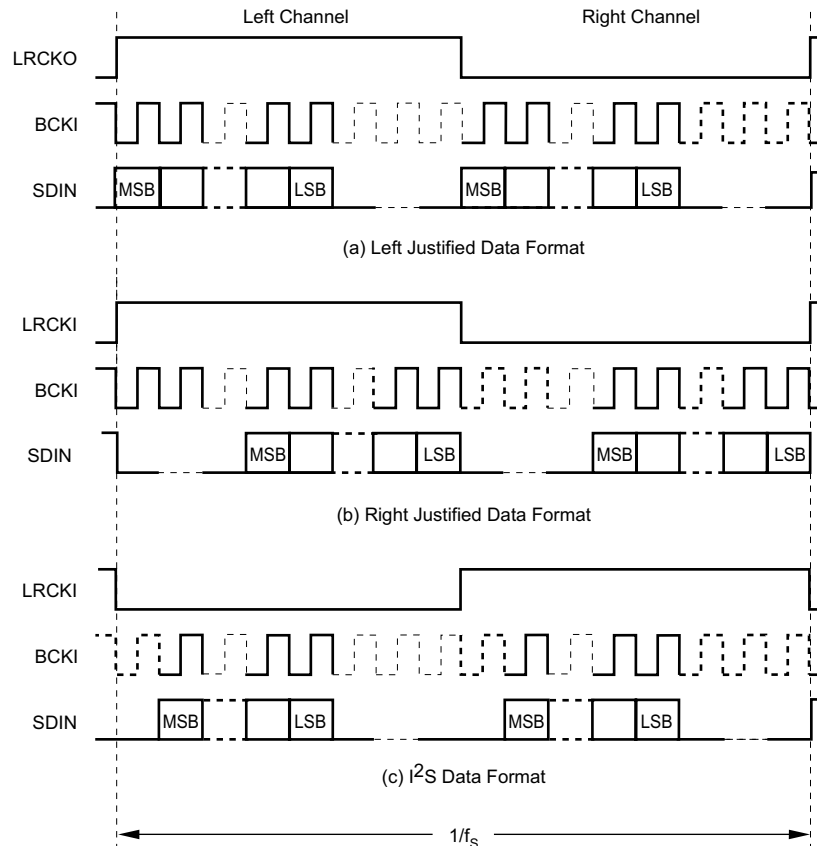 Left Channel Right Channel
LRCKO
BCKI
SDIN MSB LSB MSB LSB
(a) Left Justified Data Format
LRCKI
BCKI
SDIN MSB LSB MSB LSB
(b) Right Justified Data Format
LRCKI
BCKI
SDIN MSB LSB MSB LSB
(c) I²S Data Format
1/fₛ